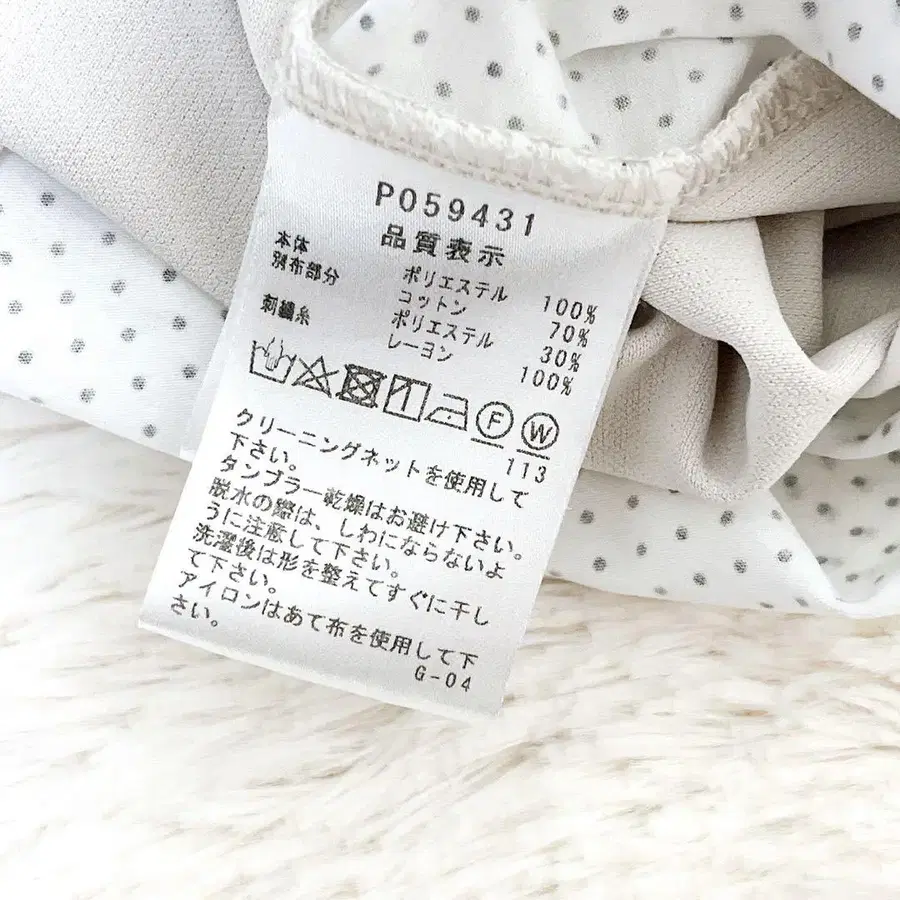 P059431
品質表示
本体 ポリエステル 100%
別布部分 コットン 70%
ポリエステル 30%
刺繍糸 レーヨン 100%
F W
113
クリーニングネットを使用して
下さい。
タンブラー乾燥はお避け下さい。
脱水の際は、しわにならないよ
うに注意して下さい。
洗濯後は形を整えてすぐに干し
て下さい。
アイロンはあて布を使用して下
さい。
G-04